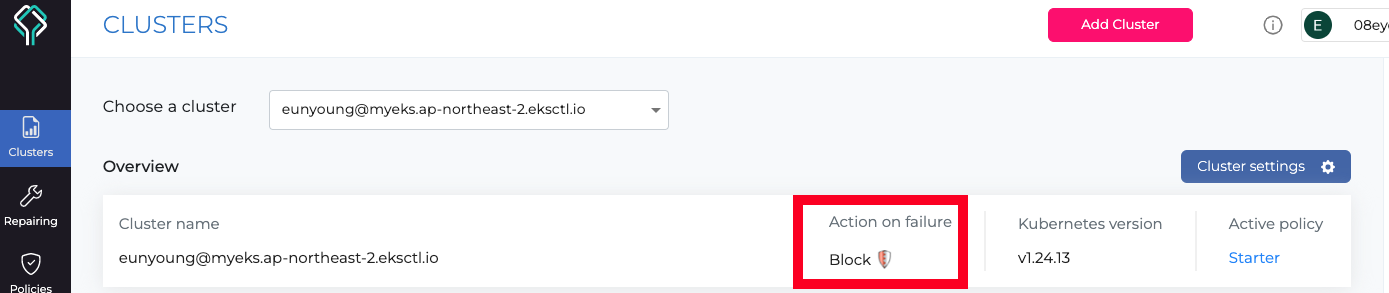 CLUSTERS
Add Cluster
E
Choose a cluster
eunyoung@myeks.ap-northeast-2.eksctl.io
Clusters
Overview
Cluster settings
Repairing
Cluster name
Action on failure
Kubernetes version
Active policy
eunyoung@myeks.ap-northeast-2.eksctl.io
Block
v1.24.13
Starter
Policies